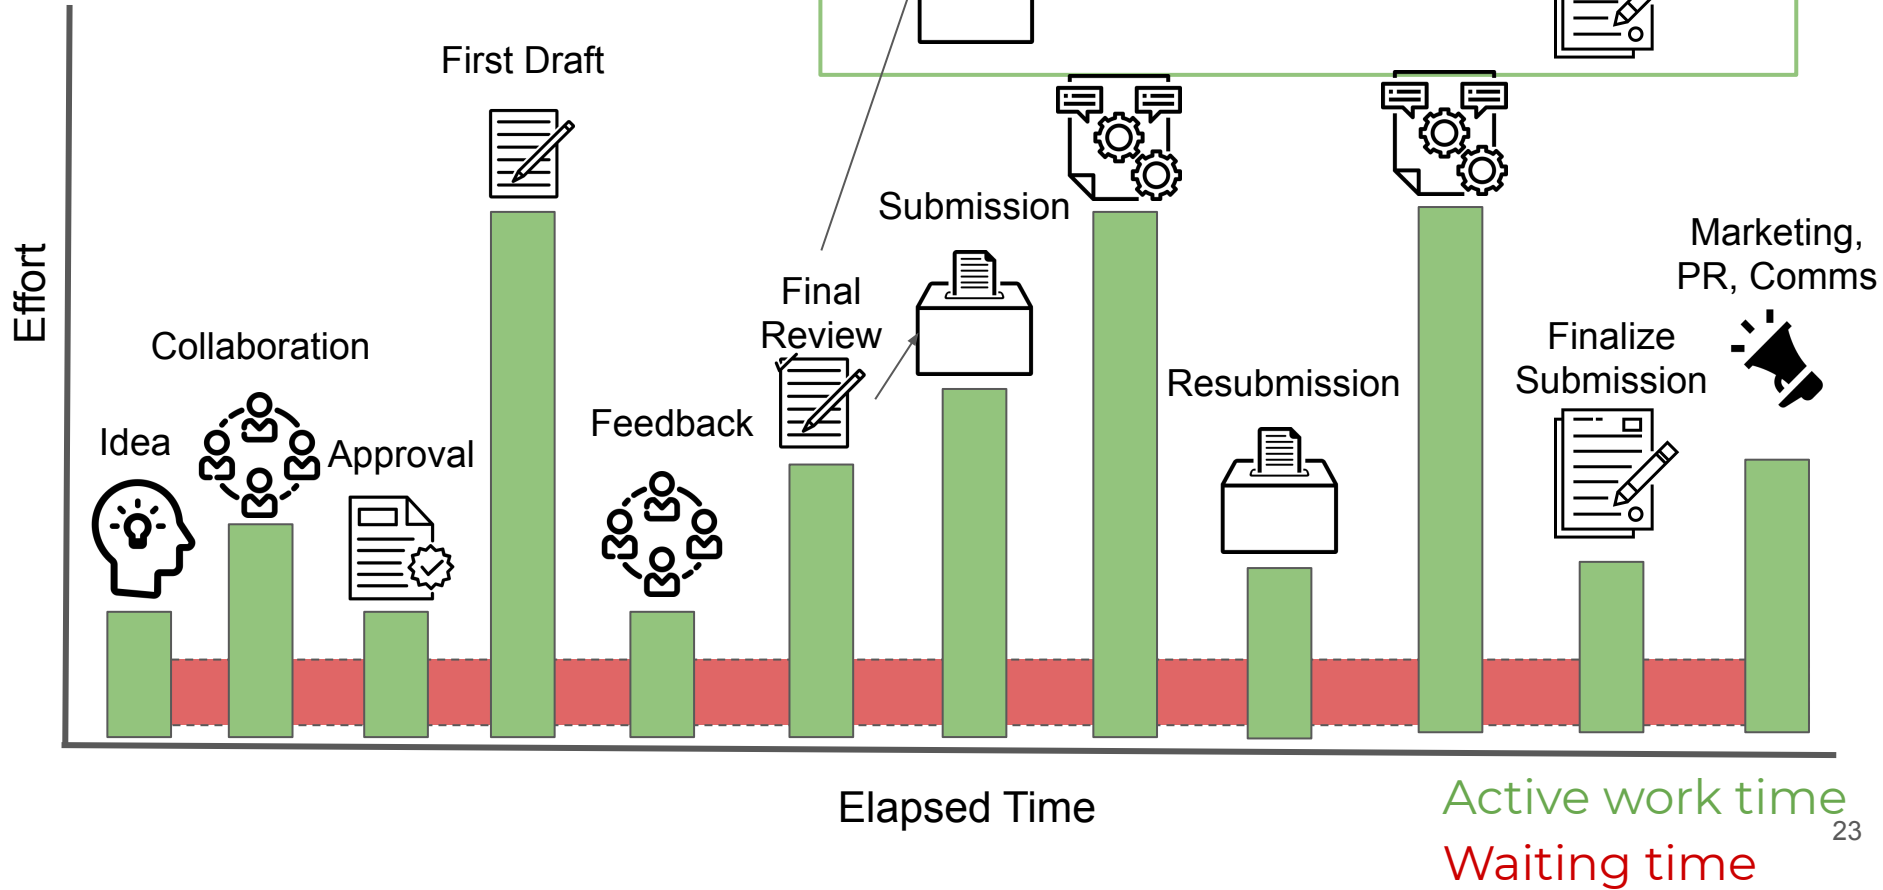 First Draft
Submission
Marketing,
PR, Comms
Final
Review
Collaboration
Finalize
Submission
Resubmission
Feedback
Idea
Approval
Effort
Elapsed Time
Active work time
23
Waiting time